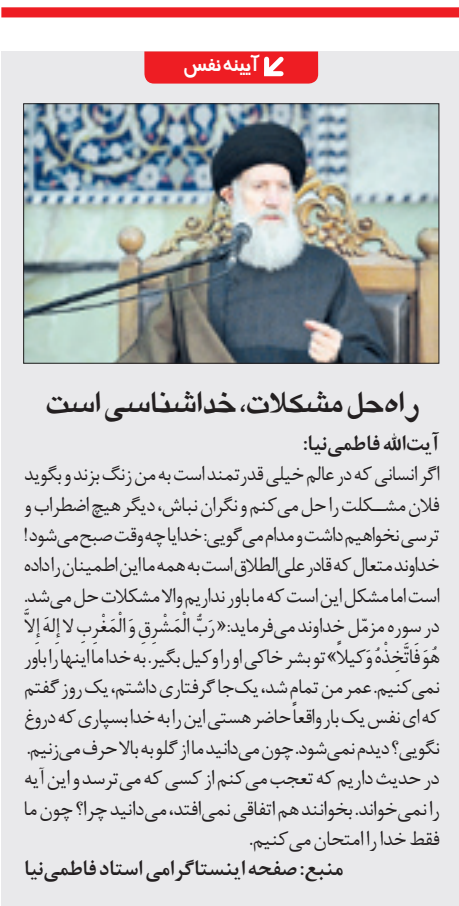 آیینه نفس
راه‌حل مشکلات، خداشناسی است
آیت‌الله فاطمی‌نیا:
اگر انسانی که در عالم خیلی قدرتمند است به من زنگ بزند و بگوید
فلان مشــکلت را حل می‌کنم و نگران نباش، دیگر هیچ اضطراب و
ترسی نخواهیم داشت و مدام می‌گویی: خدایا چه وقت صبح می‌شود!
خداوند متعال که قادر علی‌الطلاق است به همه ما این اطمینان را داده
است اما مشکل این است که ما باور نداریم والا مشکلات حل می‌شد.
در سوره مزمّل خداوند می‌فرماید: «رَبُّ الْمَشْرِقِ وَ الْمَغْرِبِ لا إِلهَ إِلاَّ
هُوَ فَاتَّخِذْهُ وَکیلاً» تو بشر خاکی او را وکیل بگیر. به خدا ما اینها را باور
نمی‌کنیم. عمر من تمام شد، یک‌جا گرفتاری داشتم، یک روز گفتم
که ای نفس یک بار واقعاً حاضر هستی این را به خدا بسپاری که دروغ
نگویی؟ دیدم نمی‌شود. چون می‌دانید ما از گلو به بالا حرف می‌زنیم.
در حدیث داریم که تعجب می‌کنم از کسی که می‌ترسد و این آیه
را نمی‌خواند. بخوانند هم اتفاقی نمی‌افتد، می‌دانید چرا؟ چون ما
فقط خدا را امتحان می‌کنیم.
منبع: صفحه اینستاگرامی استاد فاطمی‌نیا